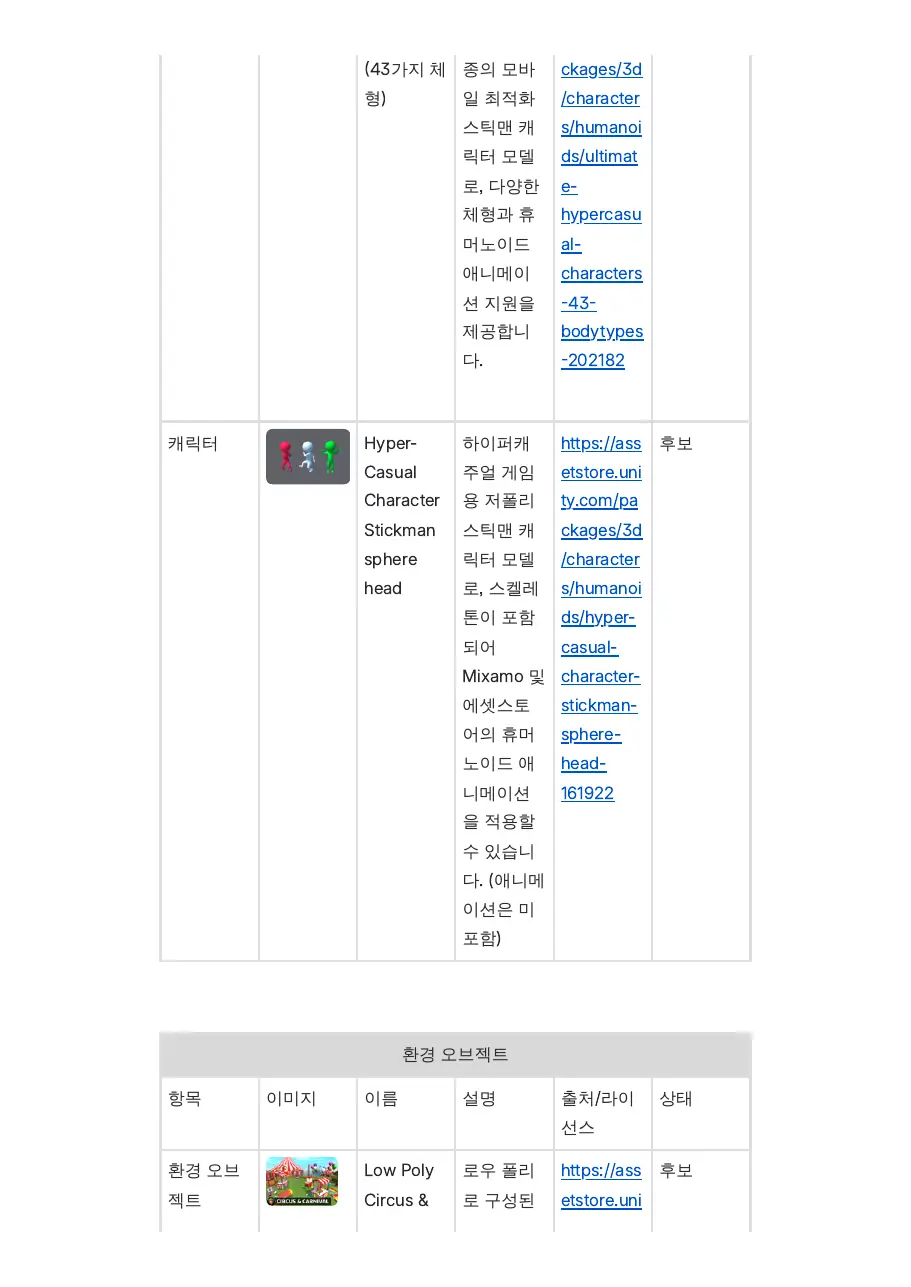 (43가지 체
형)
종의 모바
일 최적화
스틱맨 캐
릭터 모델
로, 다양한
체형과 휴
머노이드
애니메이
션 지원을
제공합니
다.
ckages/3d
/character
s/humanoi
ds/ultimat
e-
hypercasu
al-
characters
-43-
bodytypes
-202182
캐릭터
Hyper-
Casual
Character
Stickman
sphere
head
하이퍼캐
주얼 게임
용 저폴리
스틱맨 캐
릭터 모델
로, 스켈레
톤이 포함
되어
Mixamo 및
에셋스토
어의 휴머
노이드 애
니메이션
을 적용할
수 있습니
다. (애니메
이션은 미
포함)
https://ass
etstore.uni
ty.com/pa
ckages/3d
/character
s/humanoi
ds/hyper-
casual-
character-
stickman-
sphere-
head-
161922
후보
환경 오브젝트
항목
이미지
이름
설명
출처/라이
선스
상태
환경 오브
젝트
CIRCUS & CARNIVAL
Low Poly
Circus &
로우 폴리
로 구성된
https://ass
etstore.uni
후보